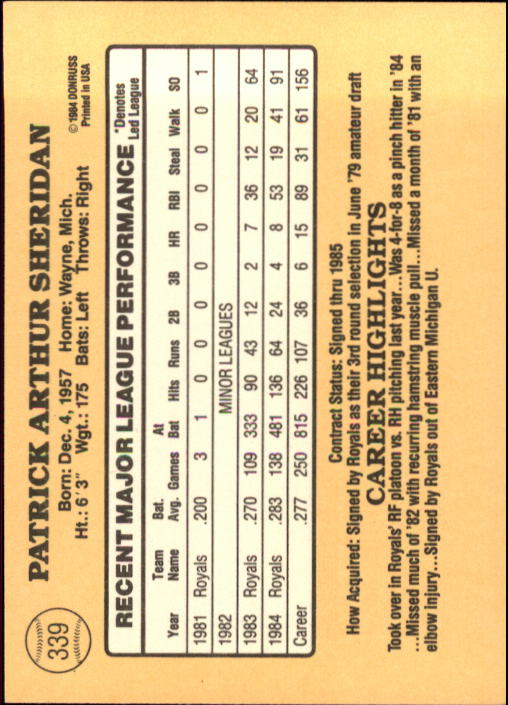 339
PATRICK ARTHUR SHERIDAN
Born: Dec. 4, 1957 Home: Wayne, Mich.
Ht.: 6'3" Wgt.: 175 Bats: Left Throws: Right
©1984 DONRUSS
Printed in USA
RECENT MAJOR LEAGUE PERFORMANCE
*Denotes
Led League
Team Bat. At
Year Name Avg. Games Bat Hits Runs 2B 3B HR RBI Steal Walk SO
1981 Royals .200 3 1 0 0 0 0 0 0 0 0 1
1982 MINOR LEAGUES
1983 Royals .270 109 333 90 43 12 2 7 36 12 20 64
1984 Royals .283 138 481 136 64 24 4 8 53 19 41 91
Career .277 250 815 226 107 36 6 15 89 31 61 156
Contract Status: Signed thru 1985
How Acquired: Signed by Royals as their 3rd round selection in June '79 amateur draft
CAREER HIGHLIGHTS
Took over in Royals' RF platoon vs. RH pitching last year...Was 4-for-8 as a pinch hitter in '84
...Missed much of '82 with recurring hamstring muscle pull...Missed a month of '81 with an
elbow injury...Signed by Royals out of Eastern Michigan U.